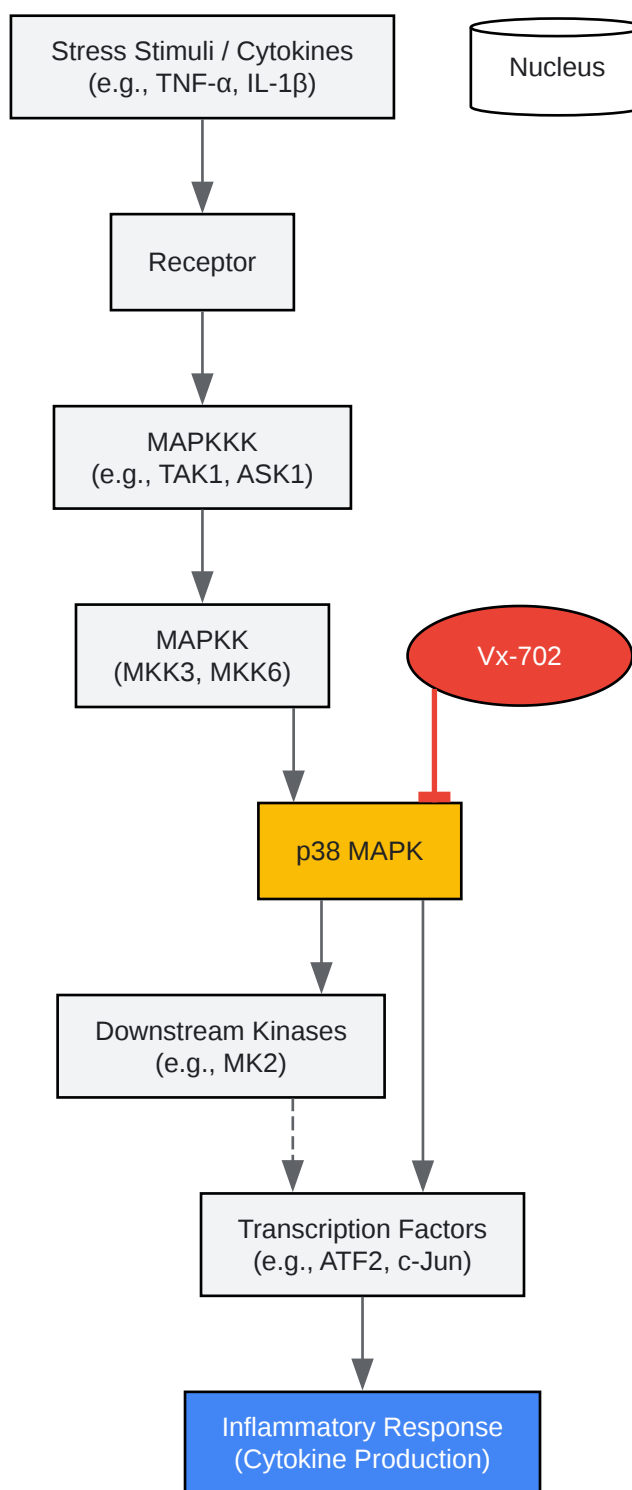 Stress Stimuli / Cytokines
(e.g., TNF-α, IL-1β)
Nucleus
Receptor
MAPKKK
(e.g., TAK1, ASK1)
MAPKK
(MKK3, MKK6)
Vx-702
p38 MAPK
Downstream Kinases
(e.g., MK2)
Transcription Factors
(e.g., ATF2, c-Jun)
Inflammatory Response
(Cytokine Production)